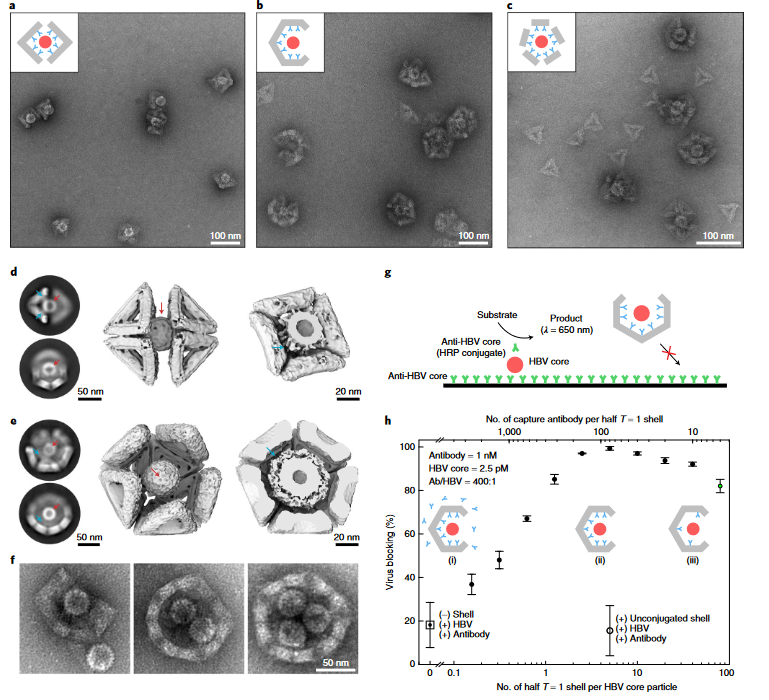 a
b
c
100 nm
100 nm
100 nm
d
50 nm
20 nm
e
50 nm
20 nm
f
50 nm
g
Substrate
Product
(λ = 650 nm)
Anti-HBV core
(HRP conjugate)
HBV core
Anti-HBV core
h
No. of capture antibody per half T = 1 shell
1,000
100
10
Antibody = 1 nM
HBV core = 2.5 pM
Ab/HBV = 400:1
(i)
(ii)
(iii)
(−) Shell
(+) HBV
(+) Antibody
(+) Unconjugated shell
(+) HBV
(+) Antibody
Virus blocking (%)
100
80
60
40
20
0
0
0.1
1
10
100
No. of half T = 1 shell per HBV core particle